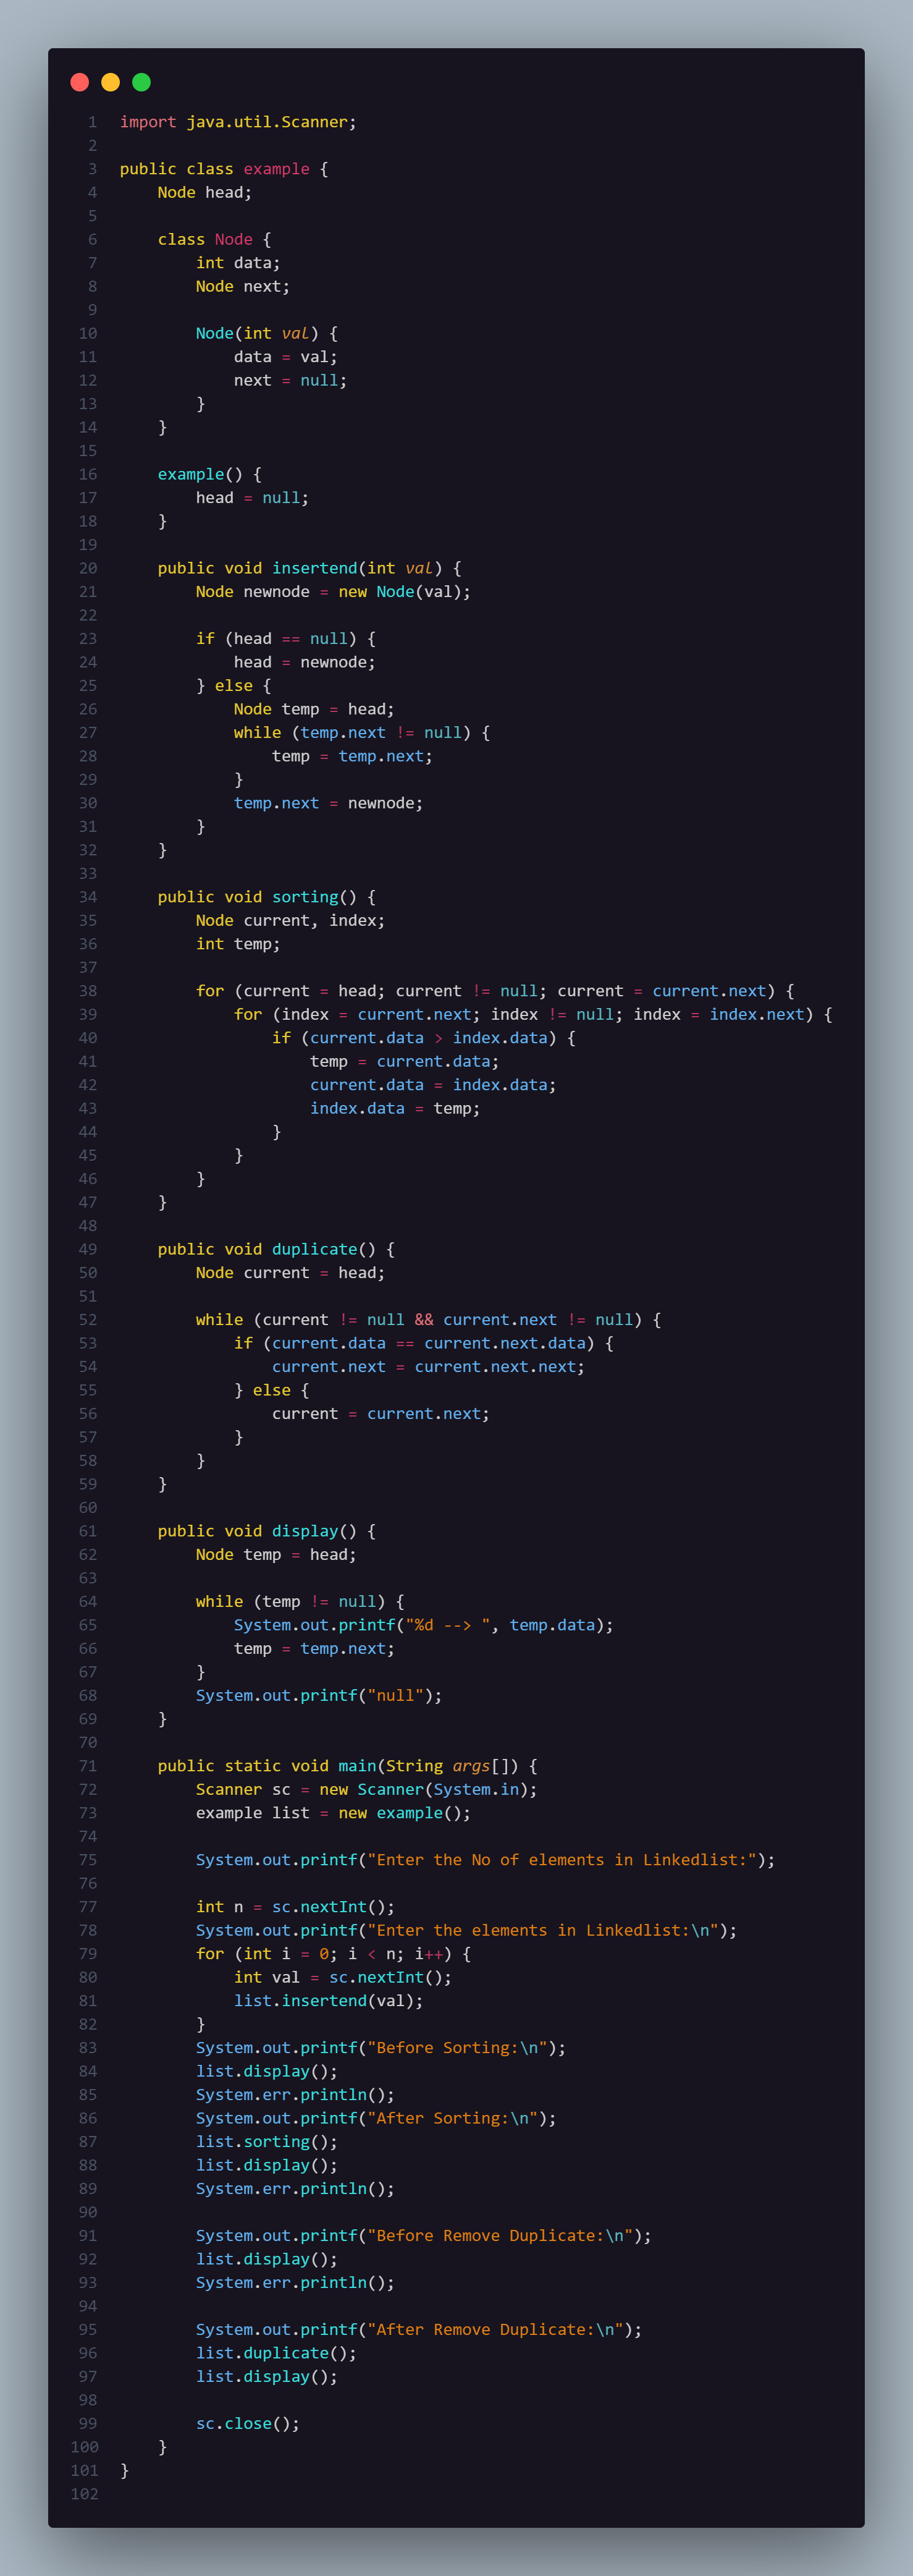 1 import java.util.Scanner;
2
3 public class example {
4     Node head;
5
6     class Node {
7         int data;
8         Node next;
9
10         Node(int val) {
11             data = val;
12             next = null;
13         }
14     }
15
16     example() {
17         head = null;
18     }
19
20     public void insertend(int val) {
21         Node newnode = new Node(val);
22
23         if (head == null) {
24             head = newnode;
25         } else {
26             Node temp = head;
27             while (temp.next != null) {
28                 temp = temp.next;
29             }
30             temp.next = newnode;
31         }
32     }
33
34     public void sorting() {
35         Node current, index;
36         int temp;
37
38         for (current = head; current != null; current = current.next) {
39             for (index = current.next; index != null; index = index.next) {
40                 if (current.data > index.data) {
41                     temp = current.data;
42                     current.data = index.data;
43                     index.data = temp;
44                 }
45             }
46         }
47     }
48
49     public void duplicate() {
50         Node current = head;
51
52         while (current != null && current.next != null) {
53             if (current.data == current.next.data) {
54                 current.next = current.next.next;
55             } else {
56                 current = current.next;
57             }
58         }
59     }
60
61     public void display() {
62         Node temp = head;
63
64         while (temp != null) {
65             System.out.printf("%d --> ", temp.data);
66             temp = temp.next;
67         }
68         System.out.printf("null");
69     }
70
71     public static void main(String args[]) {
72         Scanner sc = new Scanner(System.in);
73         example list = new example();
74
75         System.out.printf("Enter the No of elements in Linkedlist:");
76
77         int n = sc.nextInt();
78         System.out.printf("Enter the elements in Linkedlist:\n");
79         for (int i = 0; i < n; i++) {
80             int val = sc.nextInt();
81             list.insertend(val);
82         }
83         System.out.printf("Before Sorting:\n");
84         list.display();
85         System.err.println();
86         System.out.printf("After Sorting:\n");
87         list.sorting();
88         list.display();
89         System.err.println();
90
91         System.out.printf("Before Remove Duplicate:\n");
92         list.display();
93         System.err.println();
94
95         System.out.printf("After Remove Duplicate:\n");
96         list.duplicate();
97         list.display();
98
99         sc.close();
100     }
101 }
102